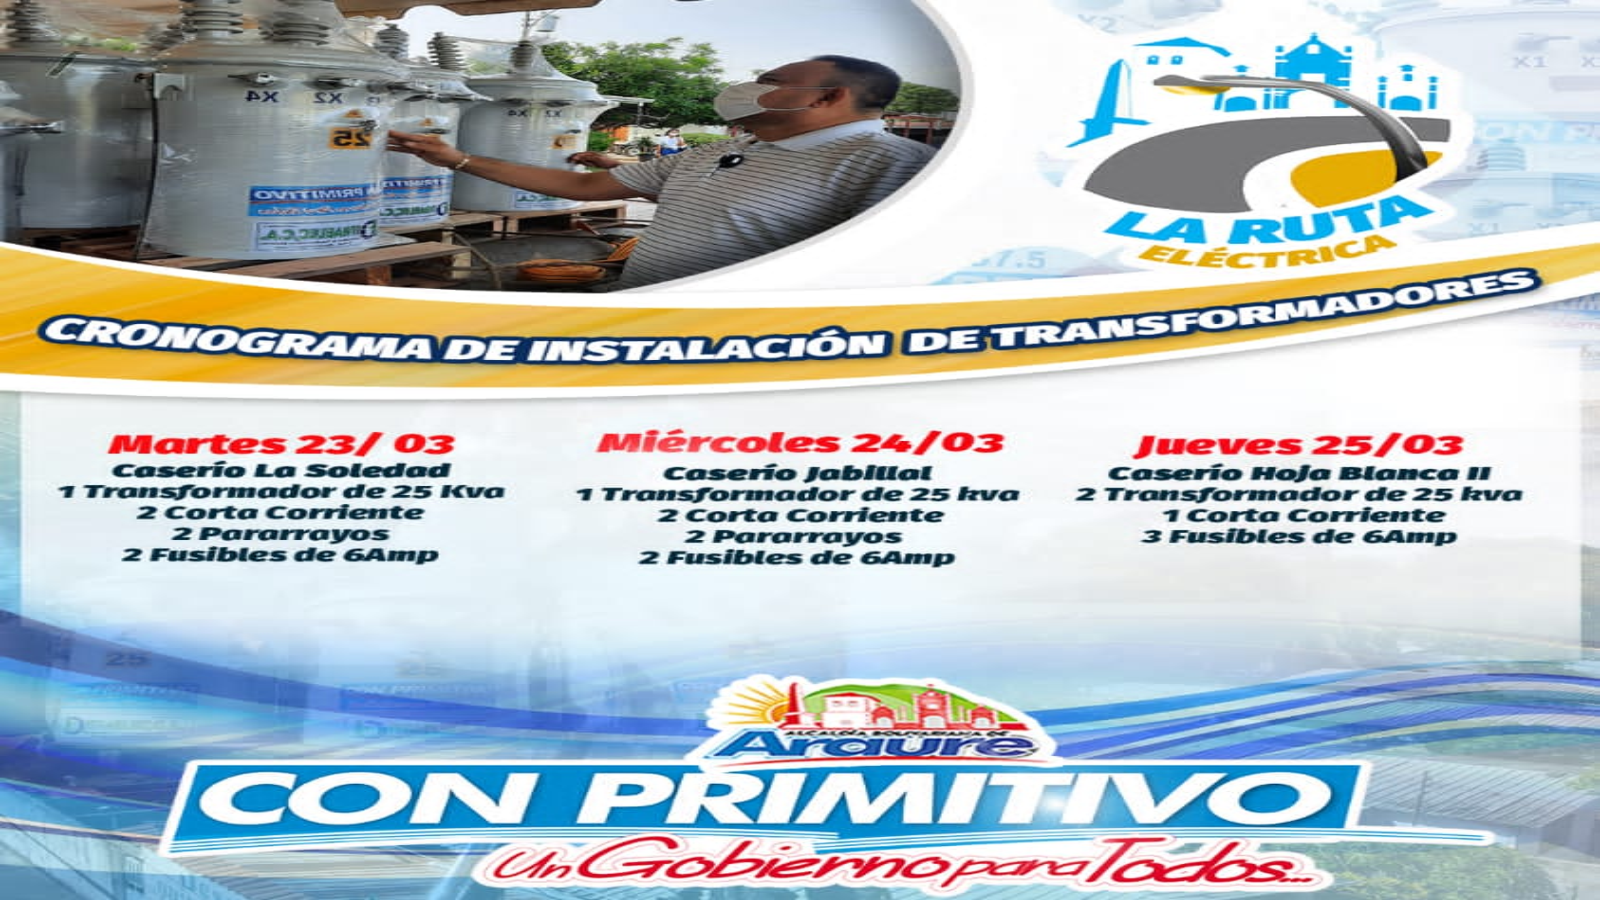 LA RUTA
ELÉCTRICA
CRONOGRAMA DE INSTALACIÓN DE TRANSFORMADORES
Martes 23/ 03
Caserío La Soledad
1 Transformador de 25 Kva
2 Corta Corriente
2 Pararrayos
2 Fusibles de 6Amp
Miércoles 24/03
Caserío Jabillal
1 Transformador de 25 kva
2 Corta Corriente
2 Pararrayos
2 Fusibles de 6Amp
Jueves 25/03
Caserío Hoja Blanca II
2 Transformador de 25 kva
1 Corta Corriente
3 Fusibles de 6Amp
ALCALDÍA BOLIVARIANA DE
Araure
CON PRIMITIVO
Un Gobierno para Todos...